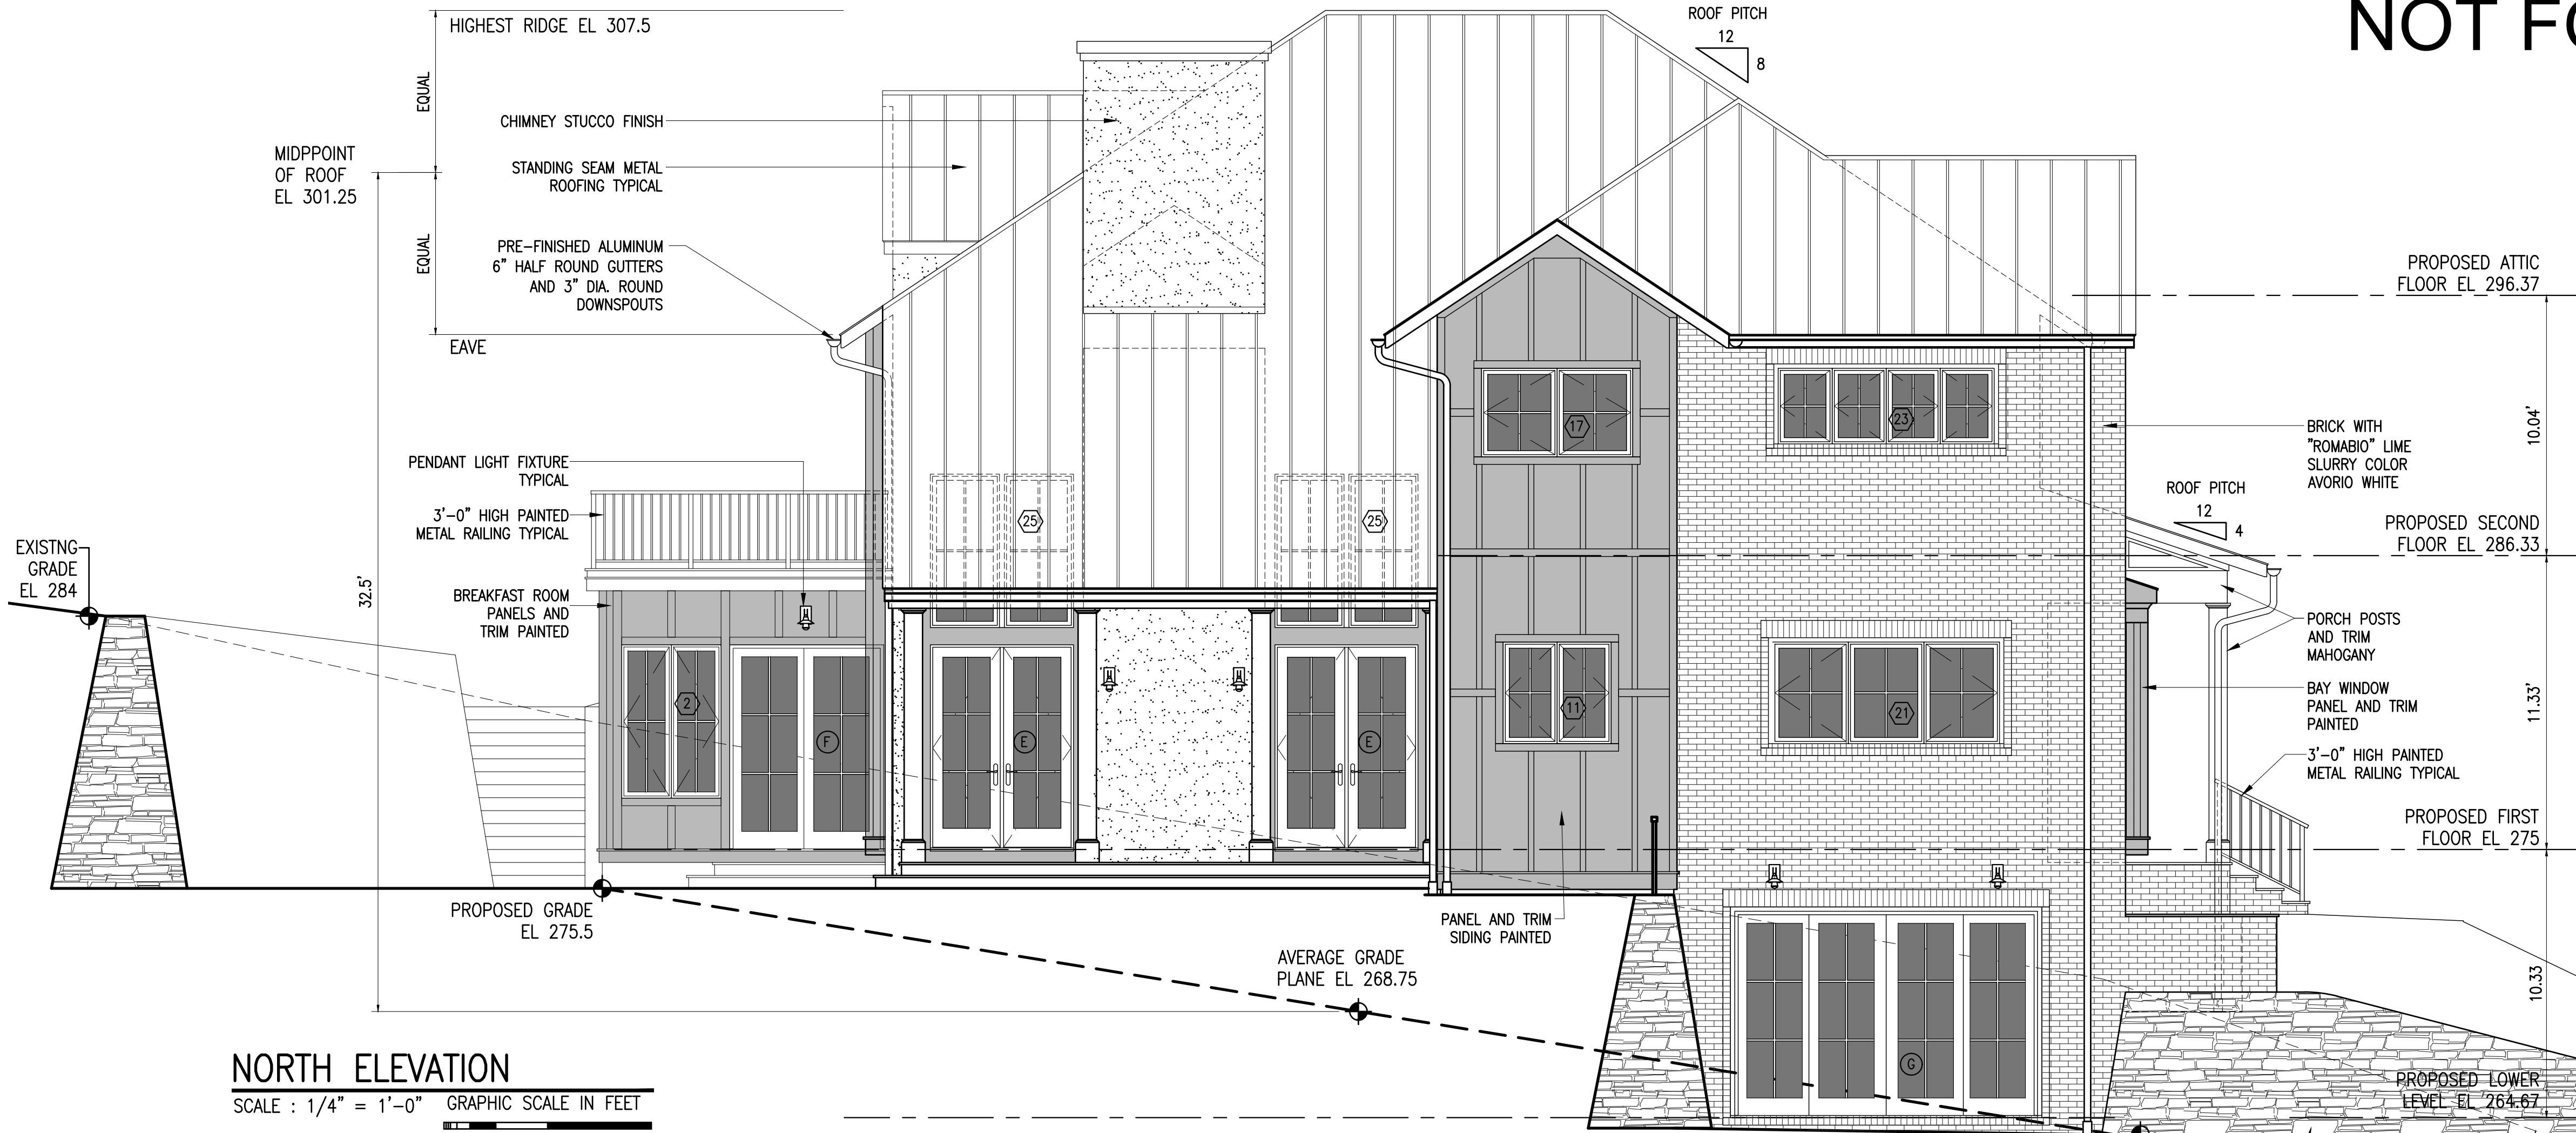 NOT FO
HIGHEST RIDGE EL 307.5
ROOF PITCH
12
8
EQUAL
CHIMNEY STUCCO FINISH
MIDPPOINT
OF ROOF
EL 301.25
STANDING SEAM METAL
ROOFING TYPICAL
EQUAL
PRE-FINISHED ALUMINUM
6" HALF ROUND GUTTERS
AND 3" DIA. ROUND
DOWNSPOUTS
EAVE
PROPOSED ATTIC
FLOOR EL 296.37
10.04'
17
23
BRICK WITH
"ROMABIO" LIME
SLURRY COLOR
AVORIO WHITE
PENDANT LIGHT FIXTURE
TYPICAL
3'-0" HIGH PAINTED
METAL RAILING TYPICAL
25
25
ROOF PITCH
12
4
PROPOSED SECOND
FLOOR EL 286.33
EXISTNG
GRADE
EL 284
32.5'
BREAKFAST ROOM
PANELS AND
TRIM PAINTED
PORCH POSTS
AND TRIM
MAHOGANY
2
F
E
E
11
21
BAY WINDOW
PANEL AND TRIM
PAINTED
11.33'
3'-0" HIGH PAINTED
METAL RAILING TYPICAL
PROPOSED FIRST
FLOOR EL 275
PROPOSED GRADE
EL 275.5
PANEL AND TRIM
SIDING PAINTED
AVERAGE GRADE
PLANE EL 268.75
10.33
G
PROPOSED LOWER
LEVEL EL 264.67
NORTH ELEVATION
SCALE : 1/4" = 1'-0" GRAPHIC SCALE IN FEET